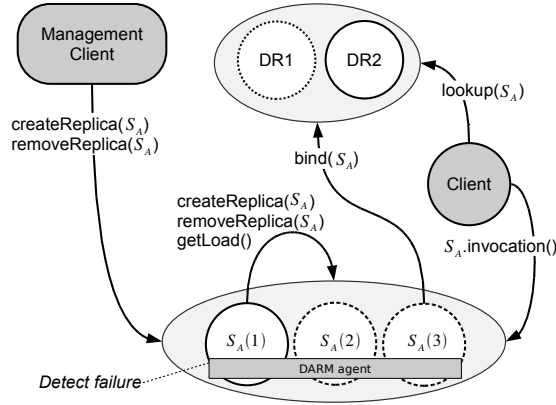 Management
Client
DR1
DR2
lookup(S_A)
createReplica(S_A)
removeReplica(S_A)
bind(S_A)
Client
createReplica(S_A)
removeReplica(S_A)
getLoad()
S_A.invocation()
S_A(1)
S_A(2)
S_A(3)
DARM agent
Detect failure